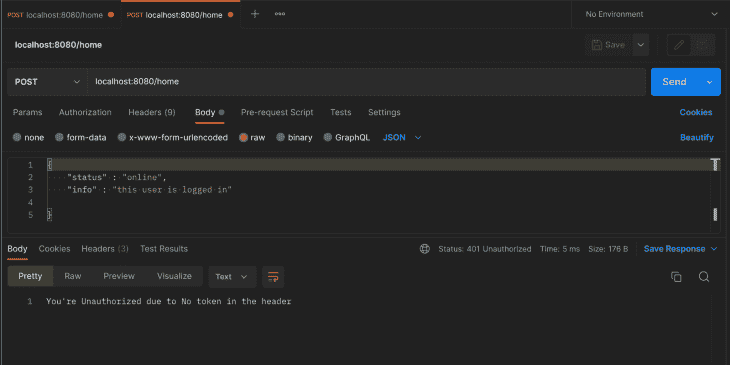 POST localhost:8080/home POST localhost:8080/home + ooo No Environment
localhost:8080/home Save
POST localhost:8080/home Send
Params Authorization Headers (9) Body Pre-request Script Tests Settings Cookies
none form-data x-www-form-urlencoded raw binary GraphQL JSON Beautify
1 {
2 "status" : "online",
3 "info" : "this user is logged in"
4
5 }
Body Cookies Headers (3) Test Results Status: 401 Unauthorized Time: 5 ms Size: 176 B Save Response
Pretty Raw Preview Visualize Text
1 You're Unauthorized due to No token in the header